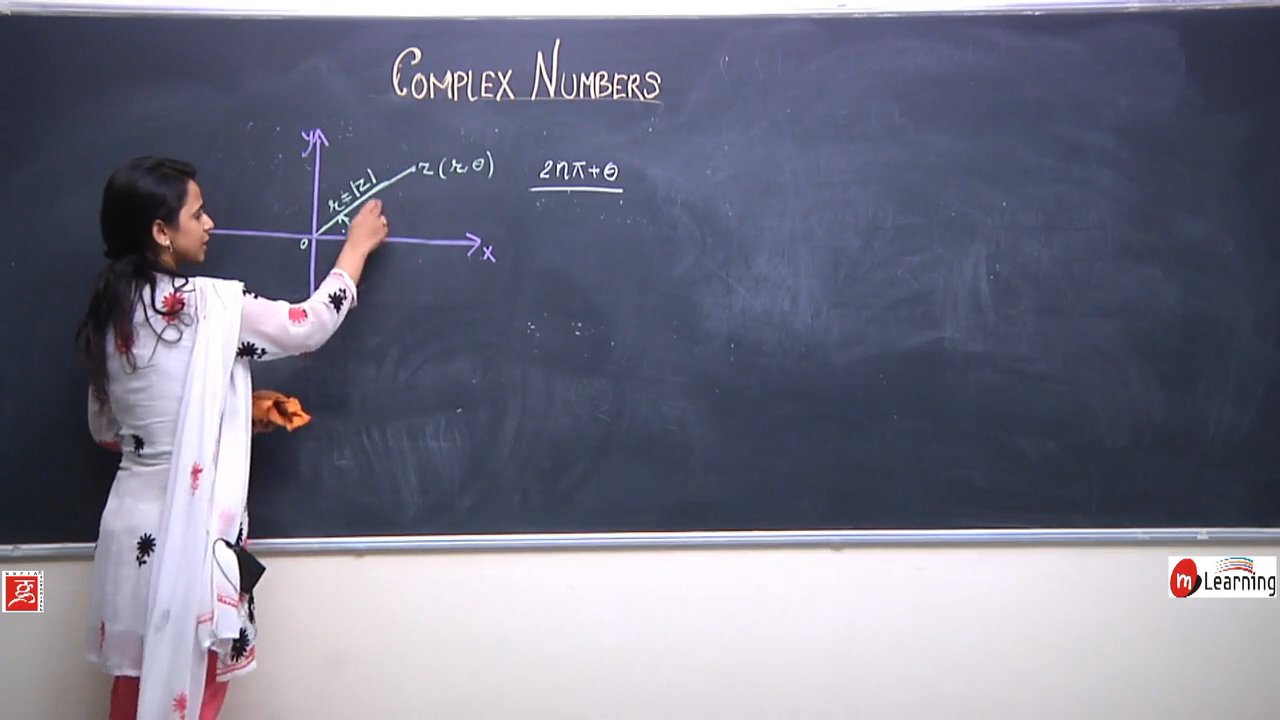 COMPLEX NUMBERS
y
z (r, θ)
2nπ+θ
r=|z|
o
x
m Learning